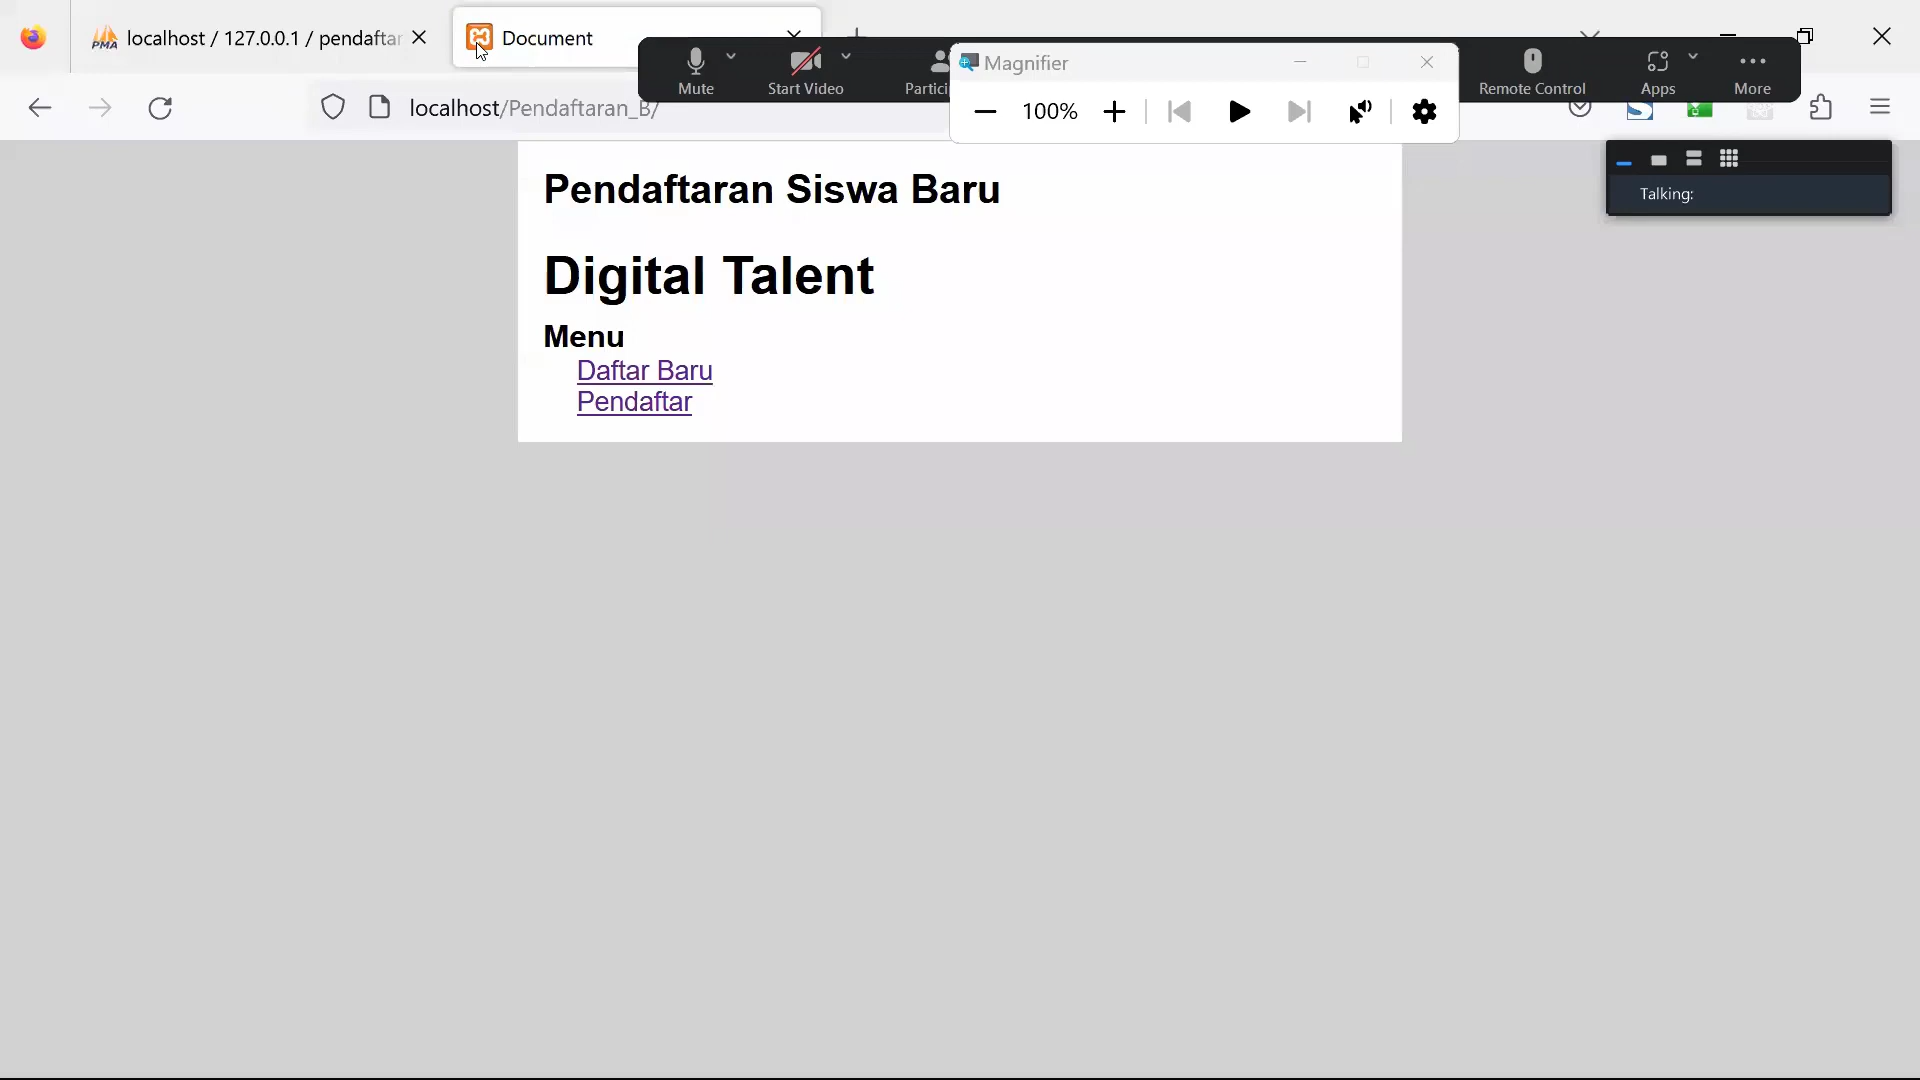 localhost / 127.0.0.1 / pendaftar
Document
Mute
Start Video
Magnifier
Remote Control
Apps
More
localhost/Pendaftaran_B/
100%
Talking:
Pendaftaran Siswa Baru
Digital Talent
Menu
Daftar Baru
Pendaftar